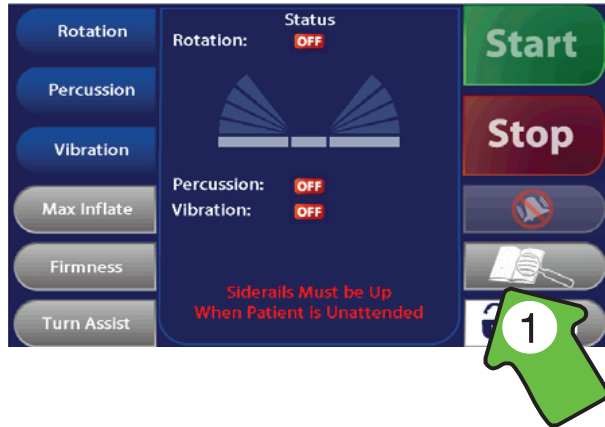 Rotation
Percussion
Vibration
Max Inflate
Firmness
Turn Assist
Status
Rotation: OFF
Percussion: OFF
Vibration: OFF
Siderails Must be Up
When Patient is Unattended
Start
Stop
1